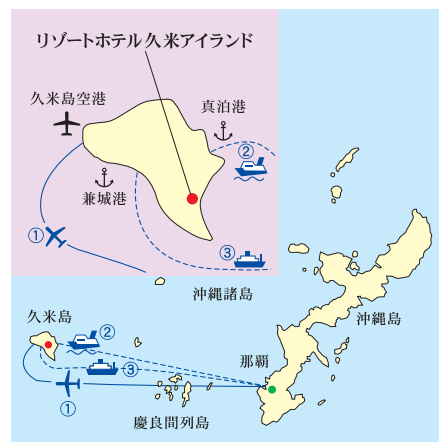 リゾートホテル久米アイランド
久米島空港
真泊港
②
兼城港
①
③
沖縄諸島
久米島
②
沖縄島
③
那覇
①
慶良間列島